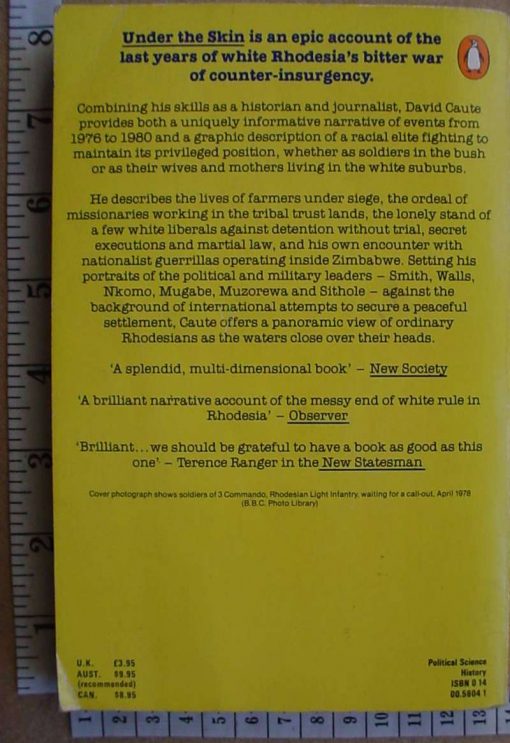 Under the Skin is an epic account of the
last years of white Rhodesia's bitter war
of counter-insurgency.
Combining his skills as a historian and journalist, David Caute
provides both a uniquely informative narrative of events from
1976 to 1980 and a graphic description of a racial elite fighting to
maintain its privileged position, whether as soldiers in the bush
or as their wives and mothers living in the white suburbs.
He describes the lives of farmers under siege, the ordeal of
missionaries working in the tribal trust lands, the lonely stand of
a few white liberals against detention without trial, secret
executions and martial law, and his own encounter with
nationalist guerrillas operating inside Zimbabwe. Setting his
portraits of the political and military leaders – Smith, Walls,
Nkomo, Mugabe, Muzorewa and Sithole – against the
background of international attempts to secure a peaceful
settlement, Caute offers a panoramic view of ordinary
Rhodesians as the waters close over their heads.
'A splendid, multi-dimensional book' – New Society
'A brilliant narrative account of the messy end of white rule in
Rhodesia' – Observer
'Brilliant...we should be grateful to have a book as good as this
one' – Terence Ranger in the New Statesman
Cover photograph shows soldiers of 3 Commando, Rhodesian Light Infantry, waiting for a call-out, April 1978
(B.B.C. Photo Library)
U.K. £3.95
AUST. $9.95
(recommended)
CAN. $8.95
Political Science
History
ISBN 0 14
00.5604 1
8
7
6
5
4
3
2
1
1 2 3 4 5 6 7 8 9 10 11 12 13